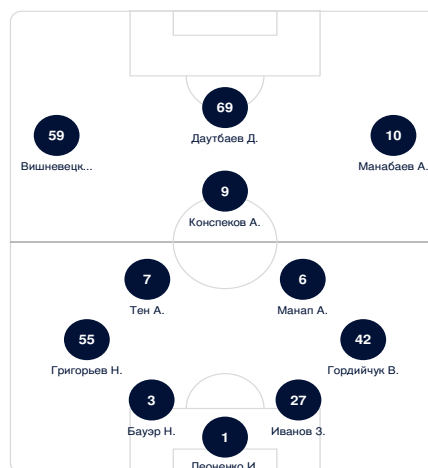 69
Даутбаев Д.
59
Вишневецк...
10
Манабаев А.
9
Конспеков А.
7
Тен А.
6
Манап А.
55
Григорьев Н.
42
Гордийчук В.
3
Бауэр Н.
27
Иванов З.
1
Леоненко И.